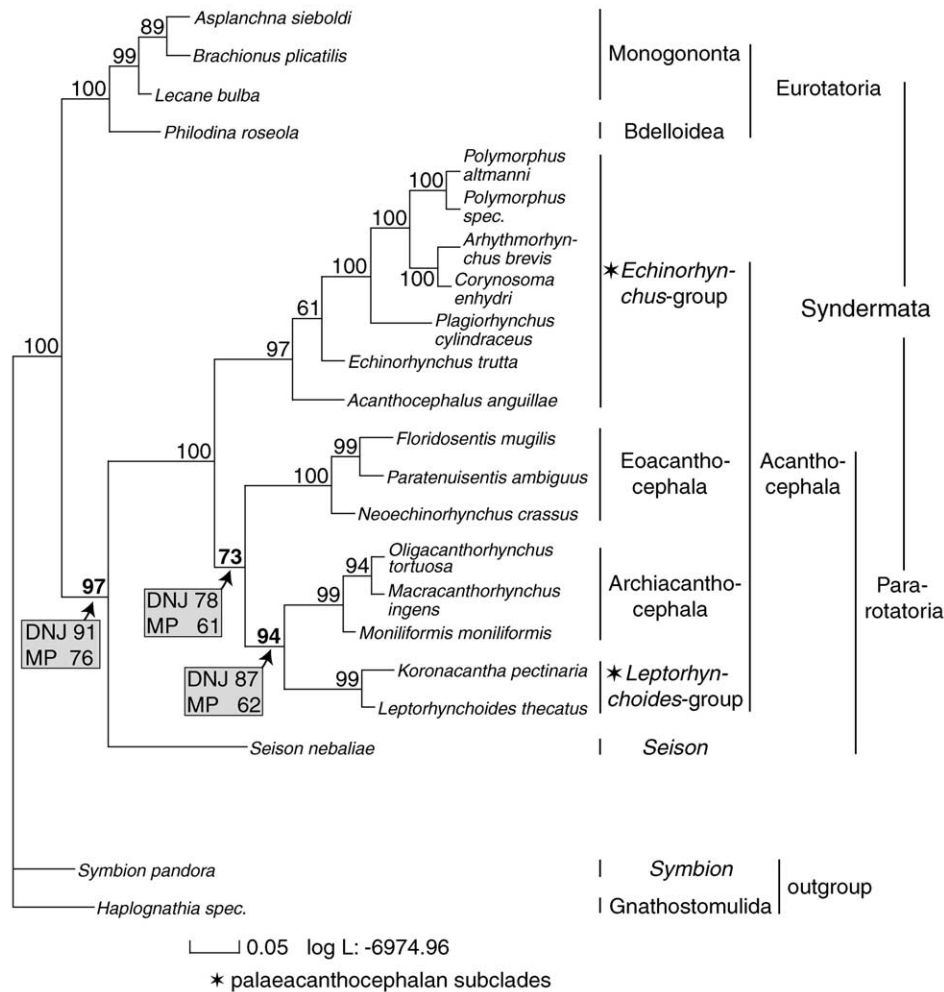 Asplanchna sieboldi
89
Brachionus plicatilis
Monogononta
99
Lecane bulba
Eurotatoria
100
Philodina roseola
Bdelloidea
Polymorphus
altmanni
100
Polymorphus
spec.
100
Arhythmorhyn-
chus brevis
100
Corynosoma
enhydri
100
✶ Echinorhyn-
chus-group
Plagiorhynchus
cylindraceus
Syndermata
61
Echinorhynchus trutta
100
97
Acanthocephalus anguillae
Floridosentis mugilis
99
100
Paratenuisentis ambiguus
Eoacantho-
cephala
Acantho-
cephala
100
Neoechinorhynchus crassus
Oligacanthorhynchus
tortuosa
94
73
Macracanthorhynchus
ingens
Archiacantho-
cephala
Para-
rotatoria
97
DNJ 78
MP 61
99
Moniliformis moniliformis
DNJ 91
MP 76
94
Koronacantha pectinaria
✶ Leptorhyn-
choides-group
DNJ 87
MP 62
99
Leptorhynchoides thecatus
Seison nebaliae
Seison
Symbion pandora
Symbion
outgroup
Haplognathia spec.
Gnathostomulida
0.05 log L: -6974.96
✶ palaeacanthocephalan subclades